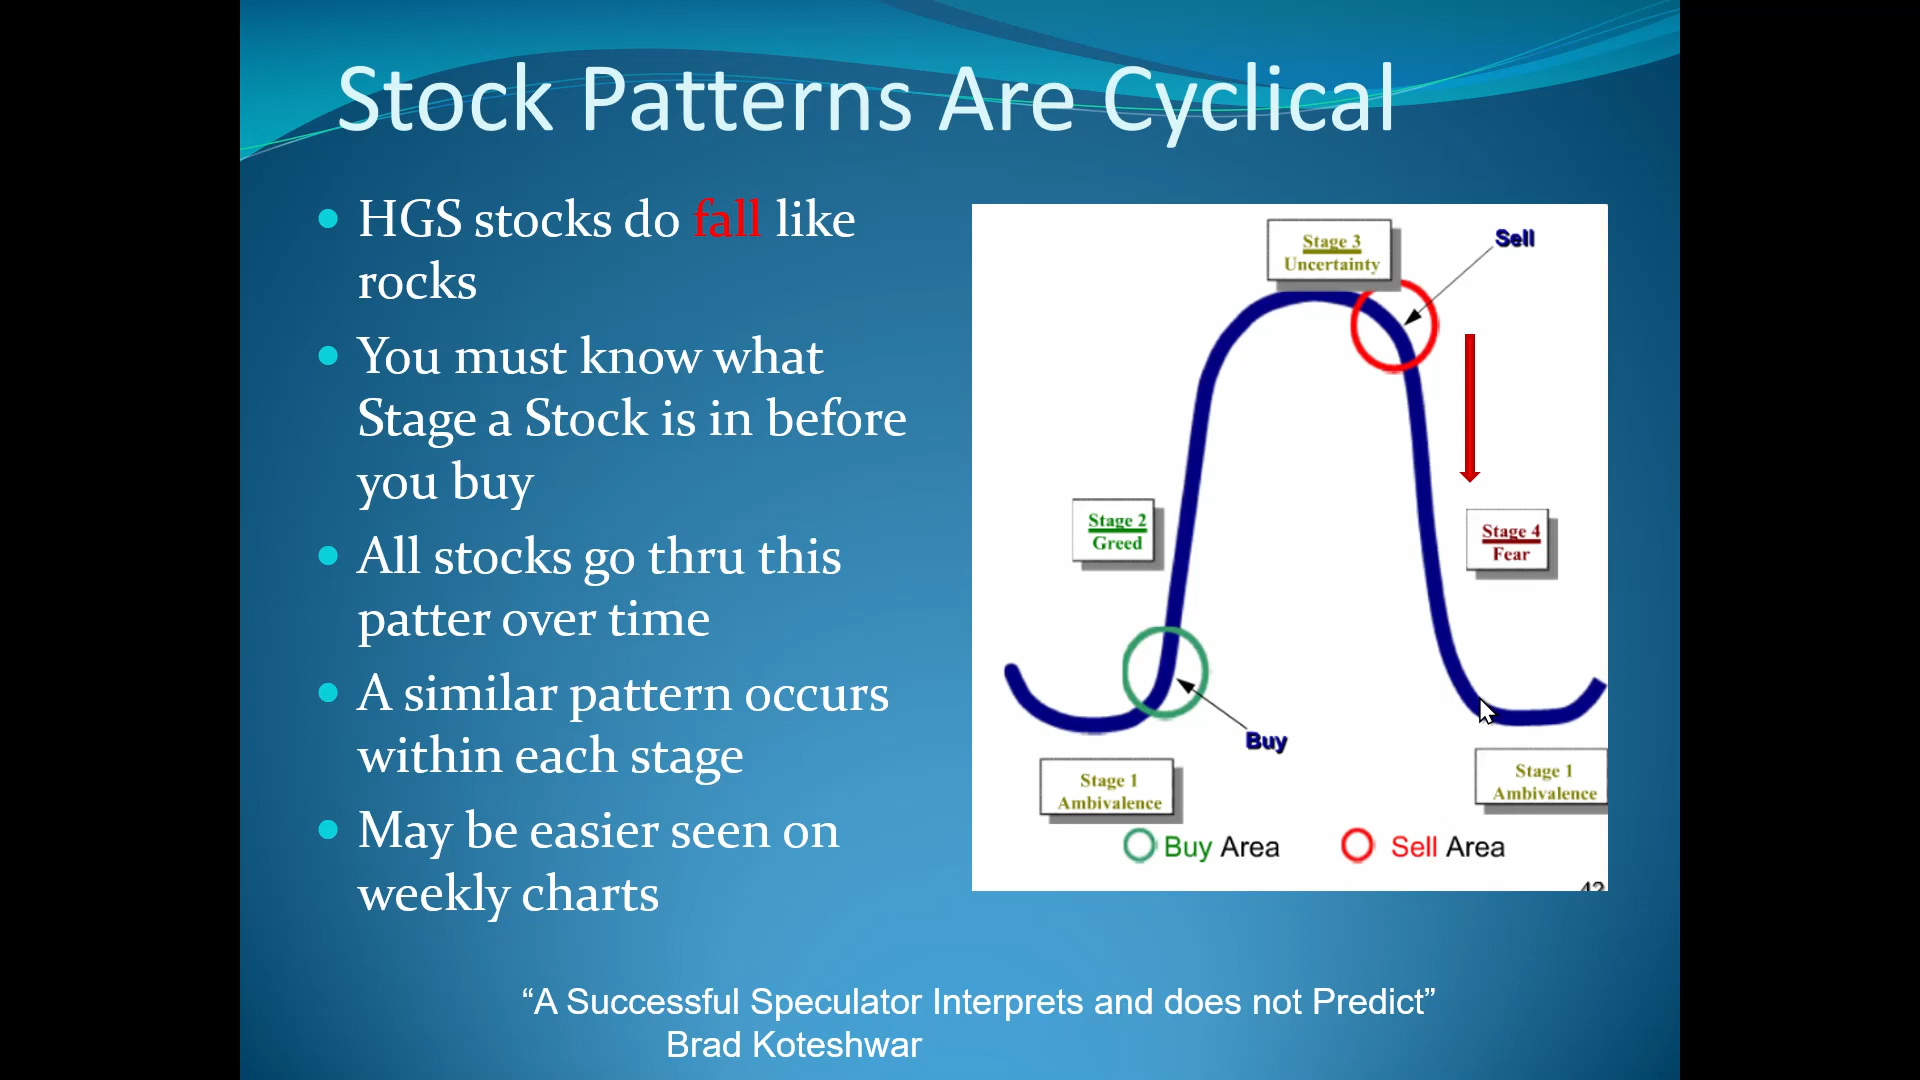 Stock Patterns Are Cyclical
HGS stocks do fall like
rocks
You must know what
Stage a Stock is in before
you buy
All stocks go thru this
patter over time
A similar pattern occurs
within each stage
May be easier seen on
weekly charts
Stage 3
Uncertainty
Sell
Stage 2
Greed
Stage 4
Fear
Buy
Stage 1
Ambivalence
Stage 1
Ambivalence
Buy Area
Sell Area
“A Successful Speculator Interprets and does not Predict”
Brad Koteshwar